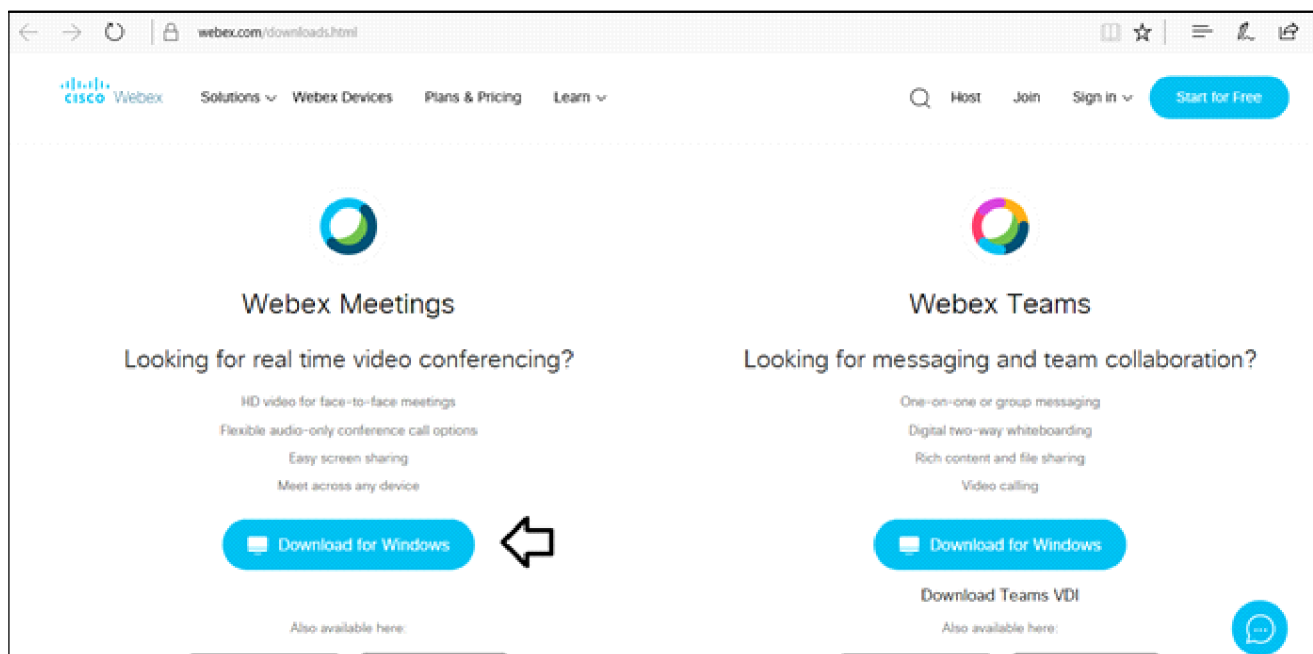 webex.com/downloads.html
CISCO Webex
Solutions Webex Devices Plans & Pricing Learn
Host Join Sign in Start for Free
Webex Meetings
Looking for real time video conferencing?
HD video for face-to-face meetings
Flexible audio-only conference call options
Easy screen sharing
Meet across any device
Download for Windows
Also available here:
Webex Teams
Looking for messaging and team collaboration?
One-on-one or group messaging
Digital two-way whiteboarding
Rich content and file sharing
Video calling
Download for Windows
Download Teams VDI
Also available here: